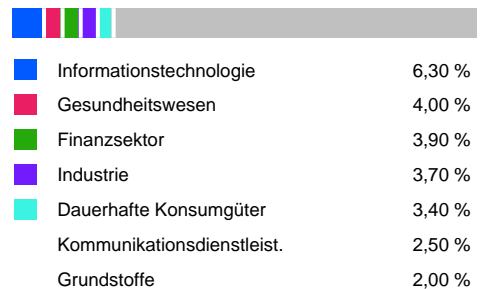 Informationstechnologie 6,30 %
Gesundheitswesen 4,00 %
Finanzsektor 3,90 %
Industrie 3,70 %
Dauerhafte Konsumgüter 3,40 %
Kommunikationsdienstleist. 2,50 %
Grundstoffe 2,00 %